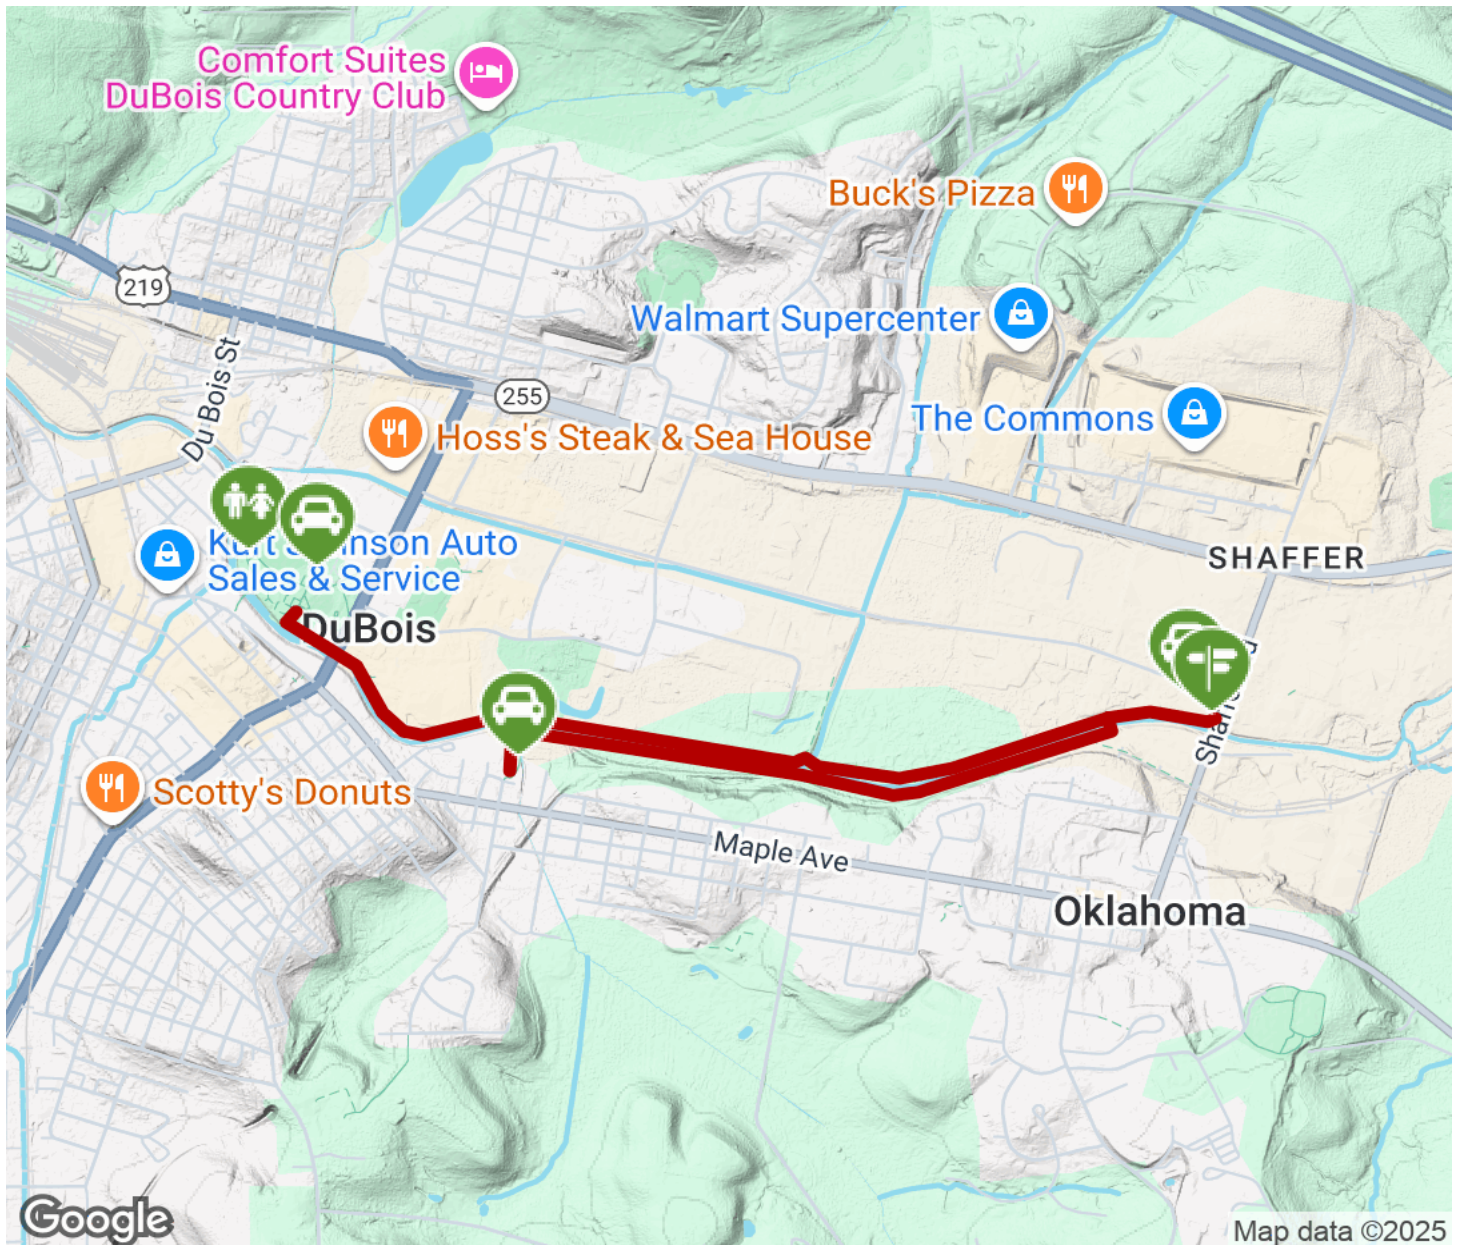 Comfort Suites
DuBois Country Club
Buck's Pizza
219
Walmart Supercenter
Du Bois St
255
The Commons
Hoss's Steak & Sea House
SHAFFER
Auto
Sales & Service
DuBois
Scotty's Donuts
Maple Ave
Oklahoma
Google
Map data ©2025